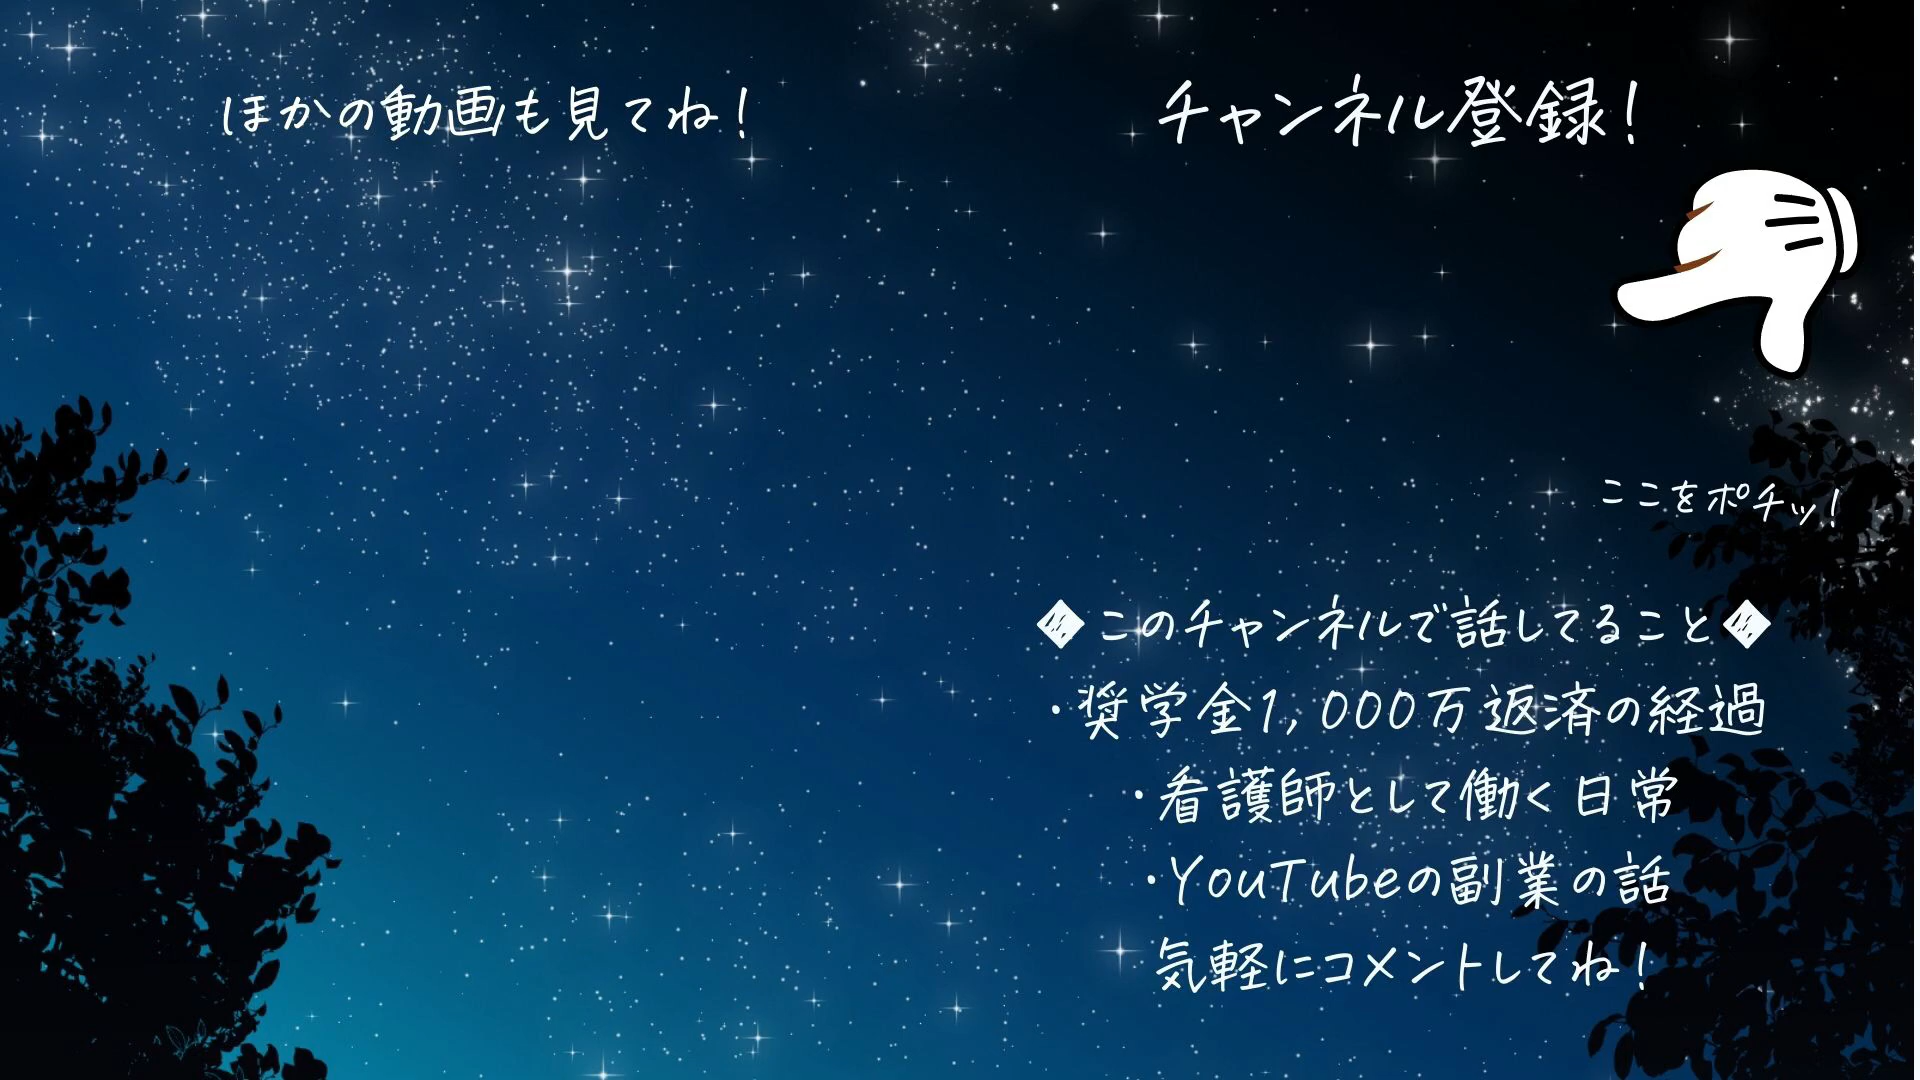 ほかの動画も見てね!
チャンネル登録!
ここをポチッ!
◆このチャンネルで話してること◆
・奨学金1,000万返済の経過
・看護師として働く日常
・YouTubeの副業の話
気軽にコメントしてね!